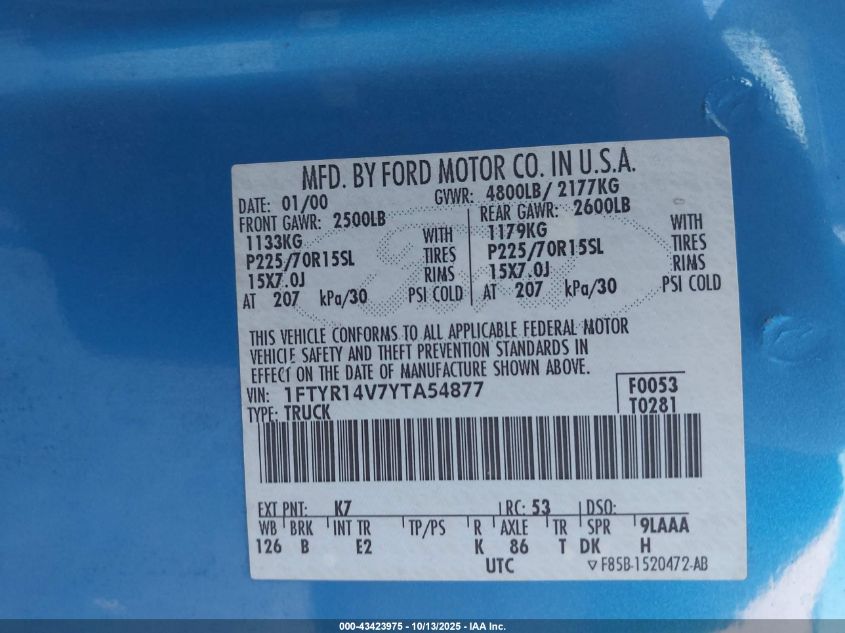 MFD. BY FORD MOTOR CO. IN U.S.A.
DATE: 01/00 GVWR: 4800LB/ 2177KG
FRONT GAWR: 2500LB REAR GAWR: 2600LB
1133KG WITH 1179KG WITH
P225/70R15SL TIRES P225/70R15SL TIRES
15X7.0J RIMS 15X7.0J RIMS
AT 207 kPa/30 PSI COLD AT 207 kPa/30 PSI COLD
THIS VEHICLE CONFORMS TO ALL APPLICABLE FEDERAL MOTOR
VEHICLE SAFETY AND THEFT PREVENTION STANDARDS IN
EFFECT ON THE DATE OF MANUFACTURE SHOWN ABOVE.
VIN: 1FTYR14V7YTA54877 F0053
TYPE: TRUCK T0281
EXT PNT: K7 RC: 53 DSO:
WB BRK INT TR TP/PS R AXLE TR SPR 9LAAA
126 B E2 K 86 T DK H
UTC ▽F85B-1520472-AB
000-43423975 - 10/13/2025 - IAA Inc.